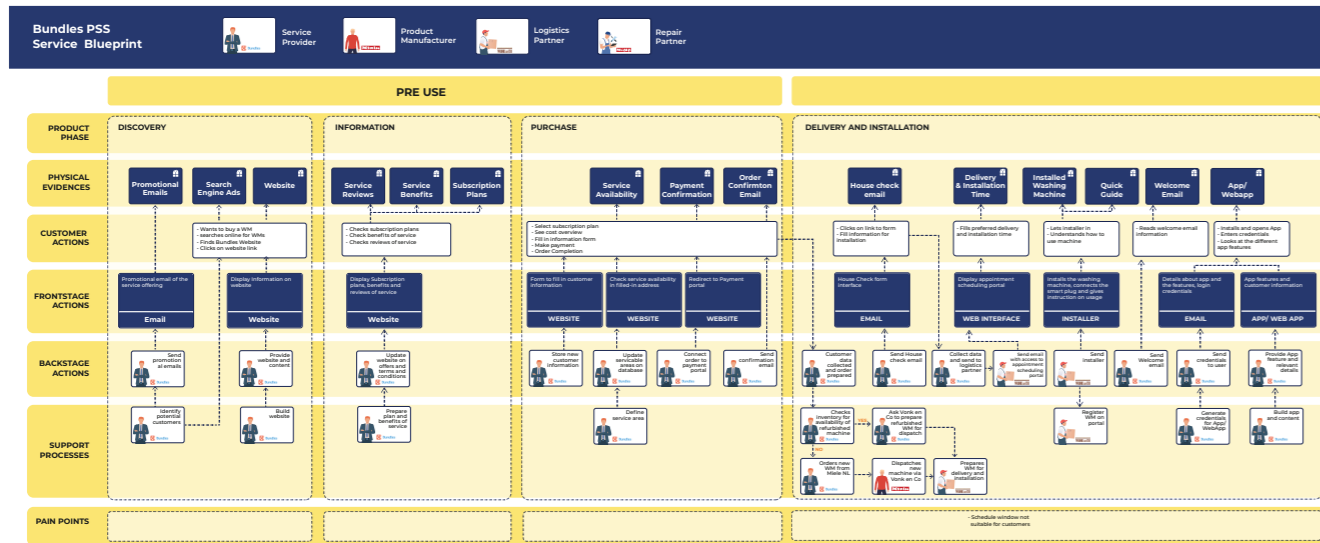 Bundles PSS
Service Blueprint
Service
Provider
Product
Manufacturer
Logistics
Partner
Repair
Partner
PRE USE
PRODUCT
PHASE
DISCOVERY
INFORMATION
PURCHASE
DELIVERY AND INSTALLATION
PHYSICAL
EVIDENCES
Promotional
Emails
Search
Engine Ads
Website
Service
Reviews
Service
Benefits
Subscription
Plans
Service
Availability
Payment
Confirmation
Order
Confirmton
Email
House check
email
Delivery
& Installation
Time
Installed
Washing
Machine
Quick
Guide
Welcome
Email
App/
Webapp
CUSTOMER
ACTIONS
- Wants to buy a WM
- searches online for WMs
- Finds Bundles Website
- Clicks on website link
- Checks subscription plans
- Check benefits of service
- Checks reviews of service
- Select subscription plan
- See cost overview
- Fill in information form
- Make payment
- Order Completion
- Clicks on link to form
- Fill information for
installation
- Fills preferred delivery
and installation time
- Lets installer in
- Understands how to
use machine
- Reads welcome email
information
- Installs and opens App
- Enters credentials
- Looks at the different
app features
FRONTSTAGE
ACTIONS
Promotional email of the
service offering
Email
Display Information on
website
Website
Display Subscription
plans, benefits and
reviews of service
Website
Form to fill in customer
information
WEBSITE
Check service availability
in filled-in address
WEBSITE
Redirect to Payment
portal
WEBSITE
House Check form
interface
EMAIL
Display appointment
scheduling portal
WEB INTERFACE
Installs the washing
machine, connects the
smart plug and gives
instruction on usage
INSTALLER
Details about app and
the features, login
credentials
EMAIL
App features and
customer information
APP/ WEB APP
BACKSTAGE
ACTIONS
Send
promotion
al emails
Provide
website and
content
Update
website on
offers and
terms and
conditions
Store new
customer
information
Update
servicable
areas on
database
Connect
order to
payment
portal
Send
confirmation
email
Customer
data
collected
and order
prepared
Send House
check email
Collect data
and send to
logistics
partner
Send email
with access to
appointment
scheduling
portal
Send
installer
Send
Welcome
email
Send
credentials
to user
Provide App
feature and
relevant
details
SUPPORT
PROCESSES
Identify
potential
customers
Build
website
Prepare
plan and
benefits of
service
Define
service area
Checks
inventory for
availability of
refurbished
machine
YES
Ask Vonk en
Co to prepare
refurbished
WM for
dispatch
Register
WM on
portal
Generate
credentials
for App/
WebApp
Build app
and content
NO
Orders new
WM from
Miele NL
Dispatches
new
machine via
Vonk en Co
Prepares
WM for
delivery and
installation
PAIN POINTS
- Schedule window not
suitable for customers